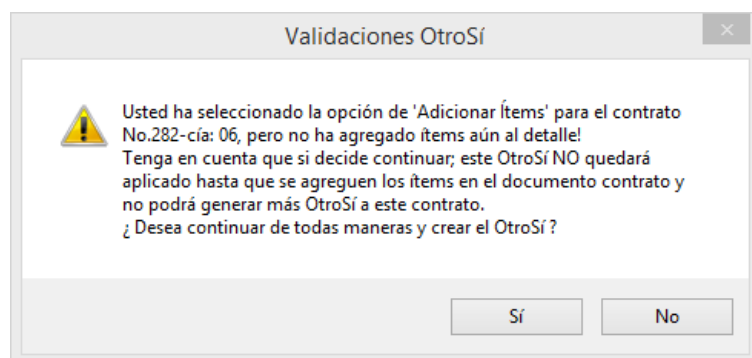 Validaciones OtroSí
Usted ha seleccionado la opción de 'Adicionar Ítems' para el contrato
No.282-cía: 06, pero no ha agregado ítems aún al detalle!
Tenga en cuenta que si decide continuar; este OtroSí NO quedará
aplicado hasta que se agreguen los ítems en el documento contrato y
no podrá generar más OtroSí a este contrato.
¿ Desea continuar de todas maneras y crear el OtroSí ?
Sí
No